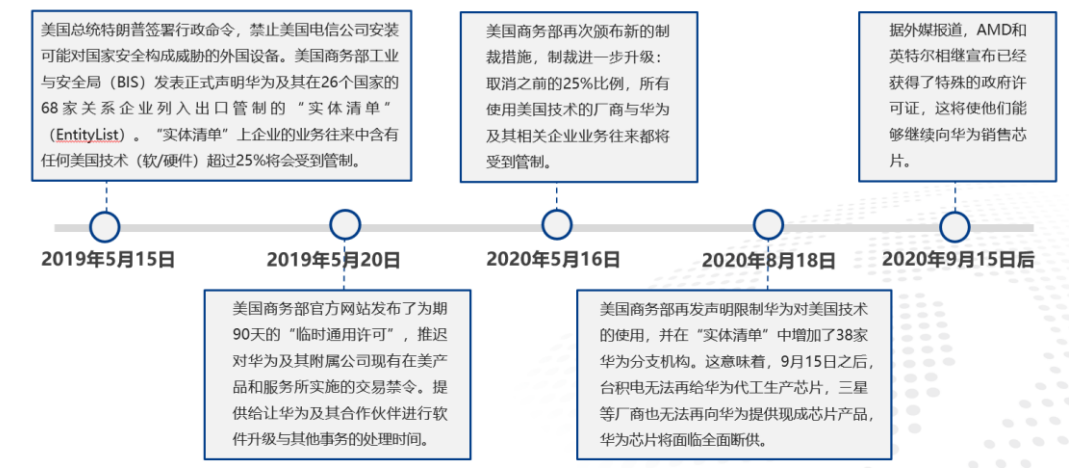 美国总统特朗普签署行政命令，禁止美国电信公司安装
可能对国家安全构成威胁的外国设备。美国商务部工业
与安全局（BIS）发表正式声明华为及其在26个国家的
68家关系企业列入出口管制的“实体清单”
（EntityList）。“实体清单”上企业的业务往来中含有
任何美国技术（软/硬件）超过25%将会受到管制。
美国商务部再次颁布新的制
裁措施，制裁进一步升级：
取消之前的25%比例，所有
使用美国技术的厂商与华为
及其相关企业业务往来都将
受到管制。
据外媒报道，AMD和
英特尔相继宣布已经
获得了特殊的政府许
可证，这将使他们能
够继续向华为销售芯
片。
2019年5月15日
2019年5月20日
2020年5月16日
2020年8月18日
2020年9月15日后
美国商务部官方网站发布了为期
90天的“临时通用许可”，推迟
对华为及其附属公司现有在美产
品和服务所实施的交易禁令。提
供给让华为及其合作伙伴进行软
件升级与其他事务的处理时间。
美国商务部再发声明限制华为对美国技术
的使用，并在“实体清单”中增加了38家
华为分支机构。这意味着，9月15日之后，
台积电无法再给华为代工生产芯片，三星
等厂商也无法再向华为提供现成芯片产品，
华为芯片将面临全面断供。